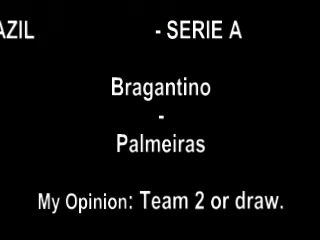 AZIL - SERIE A
Bragantino
-
Palmeiras
My Opinion: Team 2 or draw.